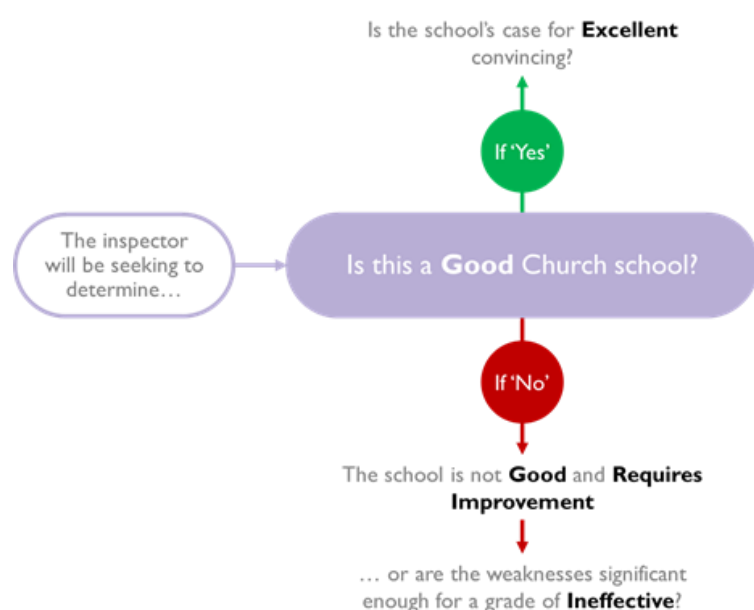 Is the school's case for Excellent
convincing?
If 'Yes'
The inspector
will be seeking to
determine...
Is this a Good Church school?
If 'No'
The school is not Good and Requires
Improvement
... or are the weaknesses significant
enough for a grade of Ineffective?